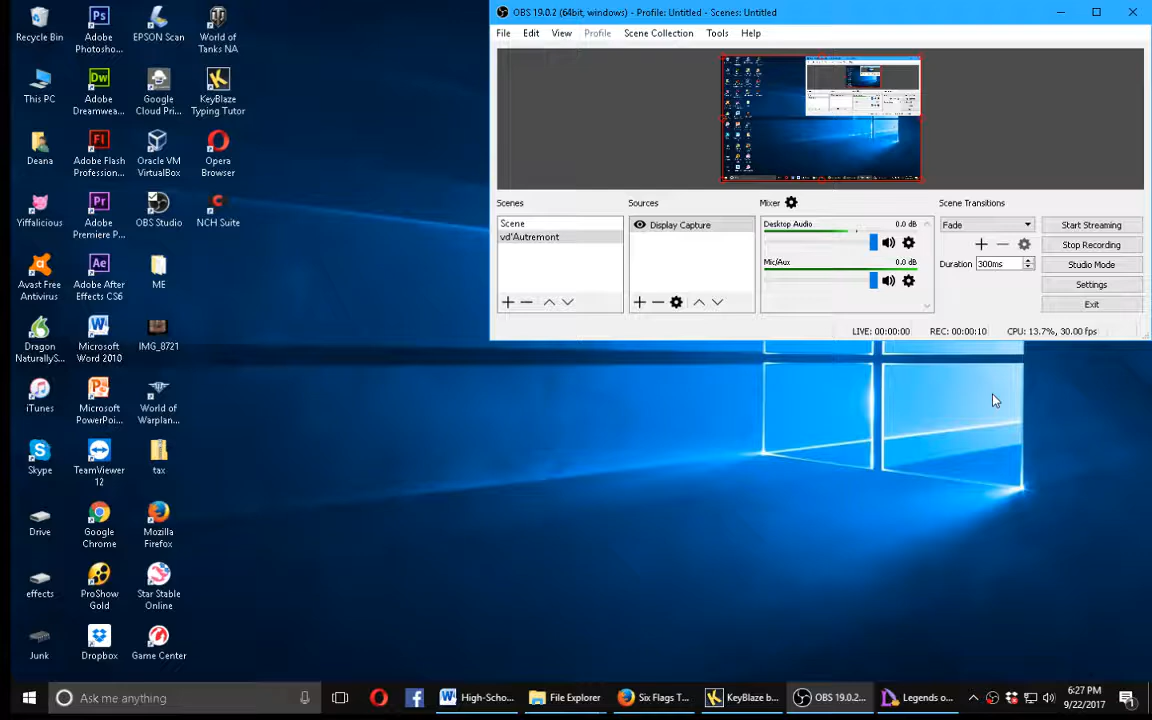 OBS 19.0.2 (64bit, windows) - Profile: Untitled - Scenes: Untitled
File Edit View Profile Scene Collection Tools Help
Scenes Sources Mixer Scene Transitions
Scene
vd'Autremont
Display Capture
Desktop Audio 0.0 dB
Mic/Aux 0.0 dB
Fade
Duration 300ms
Start Streaming
Stop Recording
Studio Mode
Settings
Exit
LIVE: 00:00:00 REC: 00:00:10 CPU: 13.7%, 30.00 fps
Recycle Bin
Adobe Photosho...
EPSON Scan
World of Tanks NA
This PC
Adobe Dreamwea...
Google Cloud Pri...
KeyBlaze Typing Tutor
Deana
Adobe Flash Profession...
Oracle VM VirtualBox
Opera Browser
Yiffalicious
Adobe Premiere P...
OBS Studio
NCH Suite
Avast Free Antivirus
Adobe After Effects CS6
ME
Dragon NaturallyS...
Microsoft Word 2010
IMG_8721
iTunes
Microsoft PowerPoi...
World of Warplan...
Skype
TeamViewer 12
tax
Drive
Google Chrome
Mozilla Firefox
effects
ProShow Gold
Star Stable Online
Junk
Dropbox
Game Center
Ask me anything
High-Scho...
File Explorer
Six Flags T...
KeyBlaze b...
OBS 19.0.2...
Legends o...
6:27 PM
9/22/2017